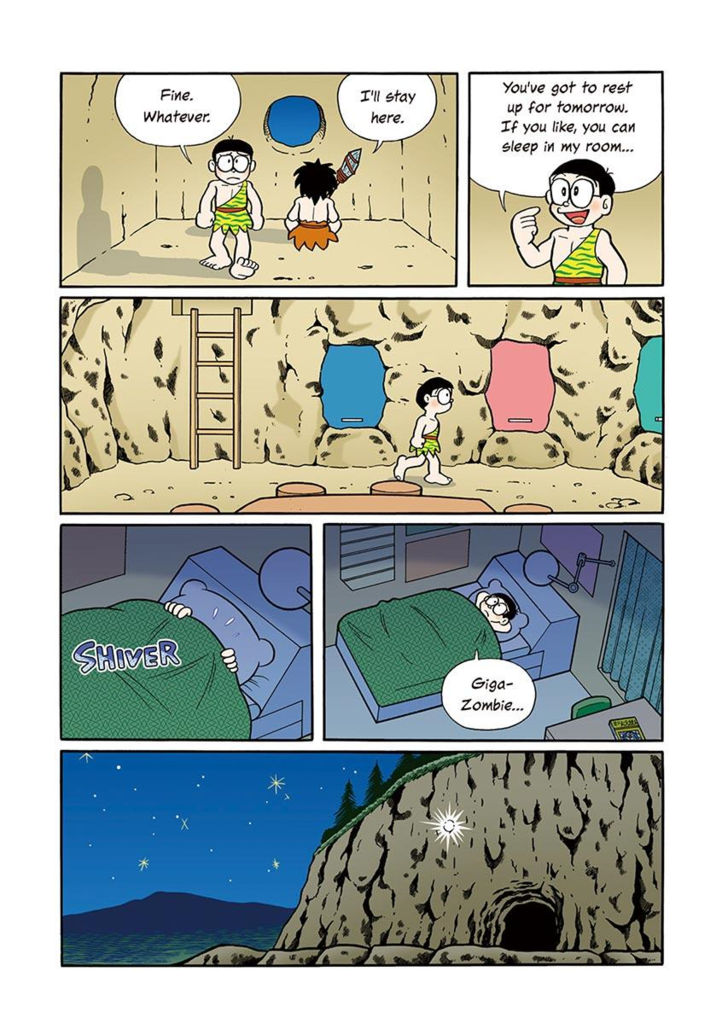 You've got to rest
up for tomorrow.
If you like, you can
sleep in my room...
I'll stay
here.
Fine.
Whatever.
SHIVER
Giga-
Zombie...